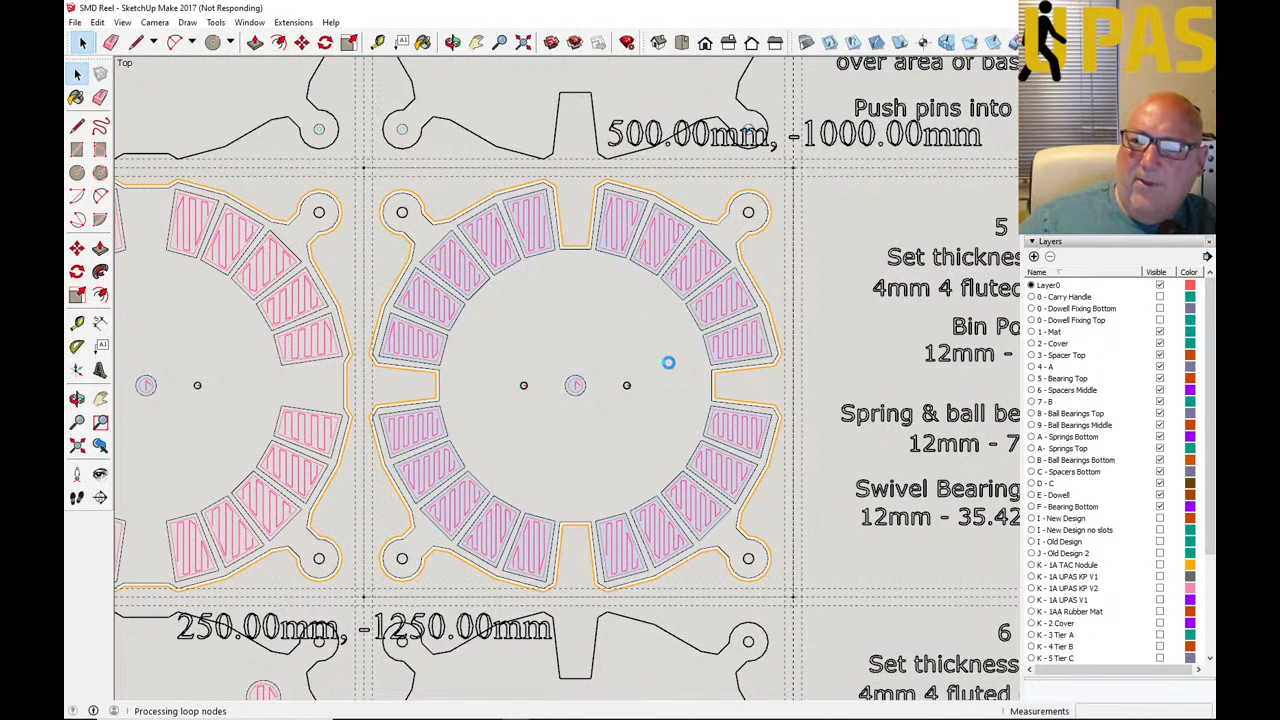 SMD Reel - SketchUp Make 2017 (Not Responding)
File Edit View Camera Draw Tools Window Extensions Help
UPAS
Top
over area of bas
Push pins into
500.00mm, -1000.00mm
5
Set thickness
4mm 4 fluted
Bin Po
12mm -
Spring & ball be
12mm - 7
Swivel Bearing
12mm - 35.42
250.00mm, -1250.00mm
6
Set thickness
4mm 4 fluted
Layers
Name Visible Color
Layer0
0 - Carry Handle
0 - Dowell Fixing Bottom
0 - Dowell Fixing Top
1 - Mat
2 - Cover
3 - Spacer Top
4 - A
5 - Bearing Top
6 - Spacers Middle
7 - B
8 - Ball Bearings Top
9 - Ball Bearings Middle
A - Springs Bottom
A- Springs Top
B - Ball Bearings Bottom
C - Spacers Bottom
D - C
E - Dowell
F - Bearing Bottom
I - New Design
I - New Design no slots
I - Old Design
J - Old Design 2
K - 1A TAC Nodule
K - 1A UPAS KP V1
K - 1A UPAS KP V2
K - 1A UPAS V1
K - 1AA Rubber Mat
K - 2 Cover
K - 3 Tier A
K - 4 Tier B
K - 5 Tier C
Processing loop nodes
Measurements